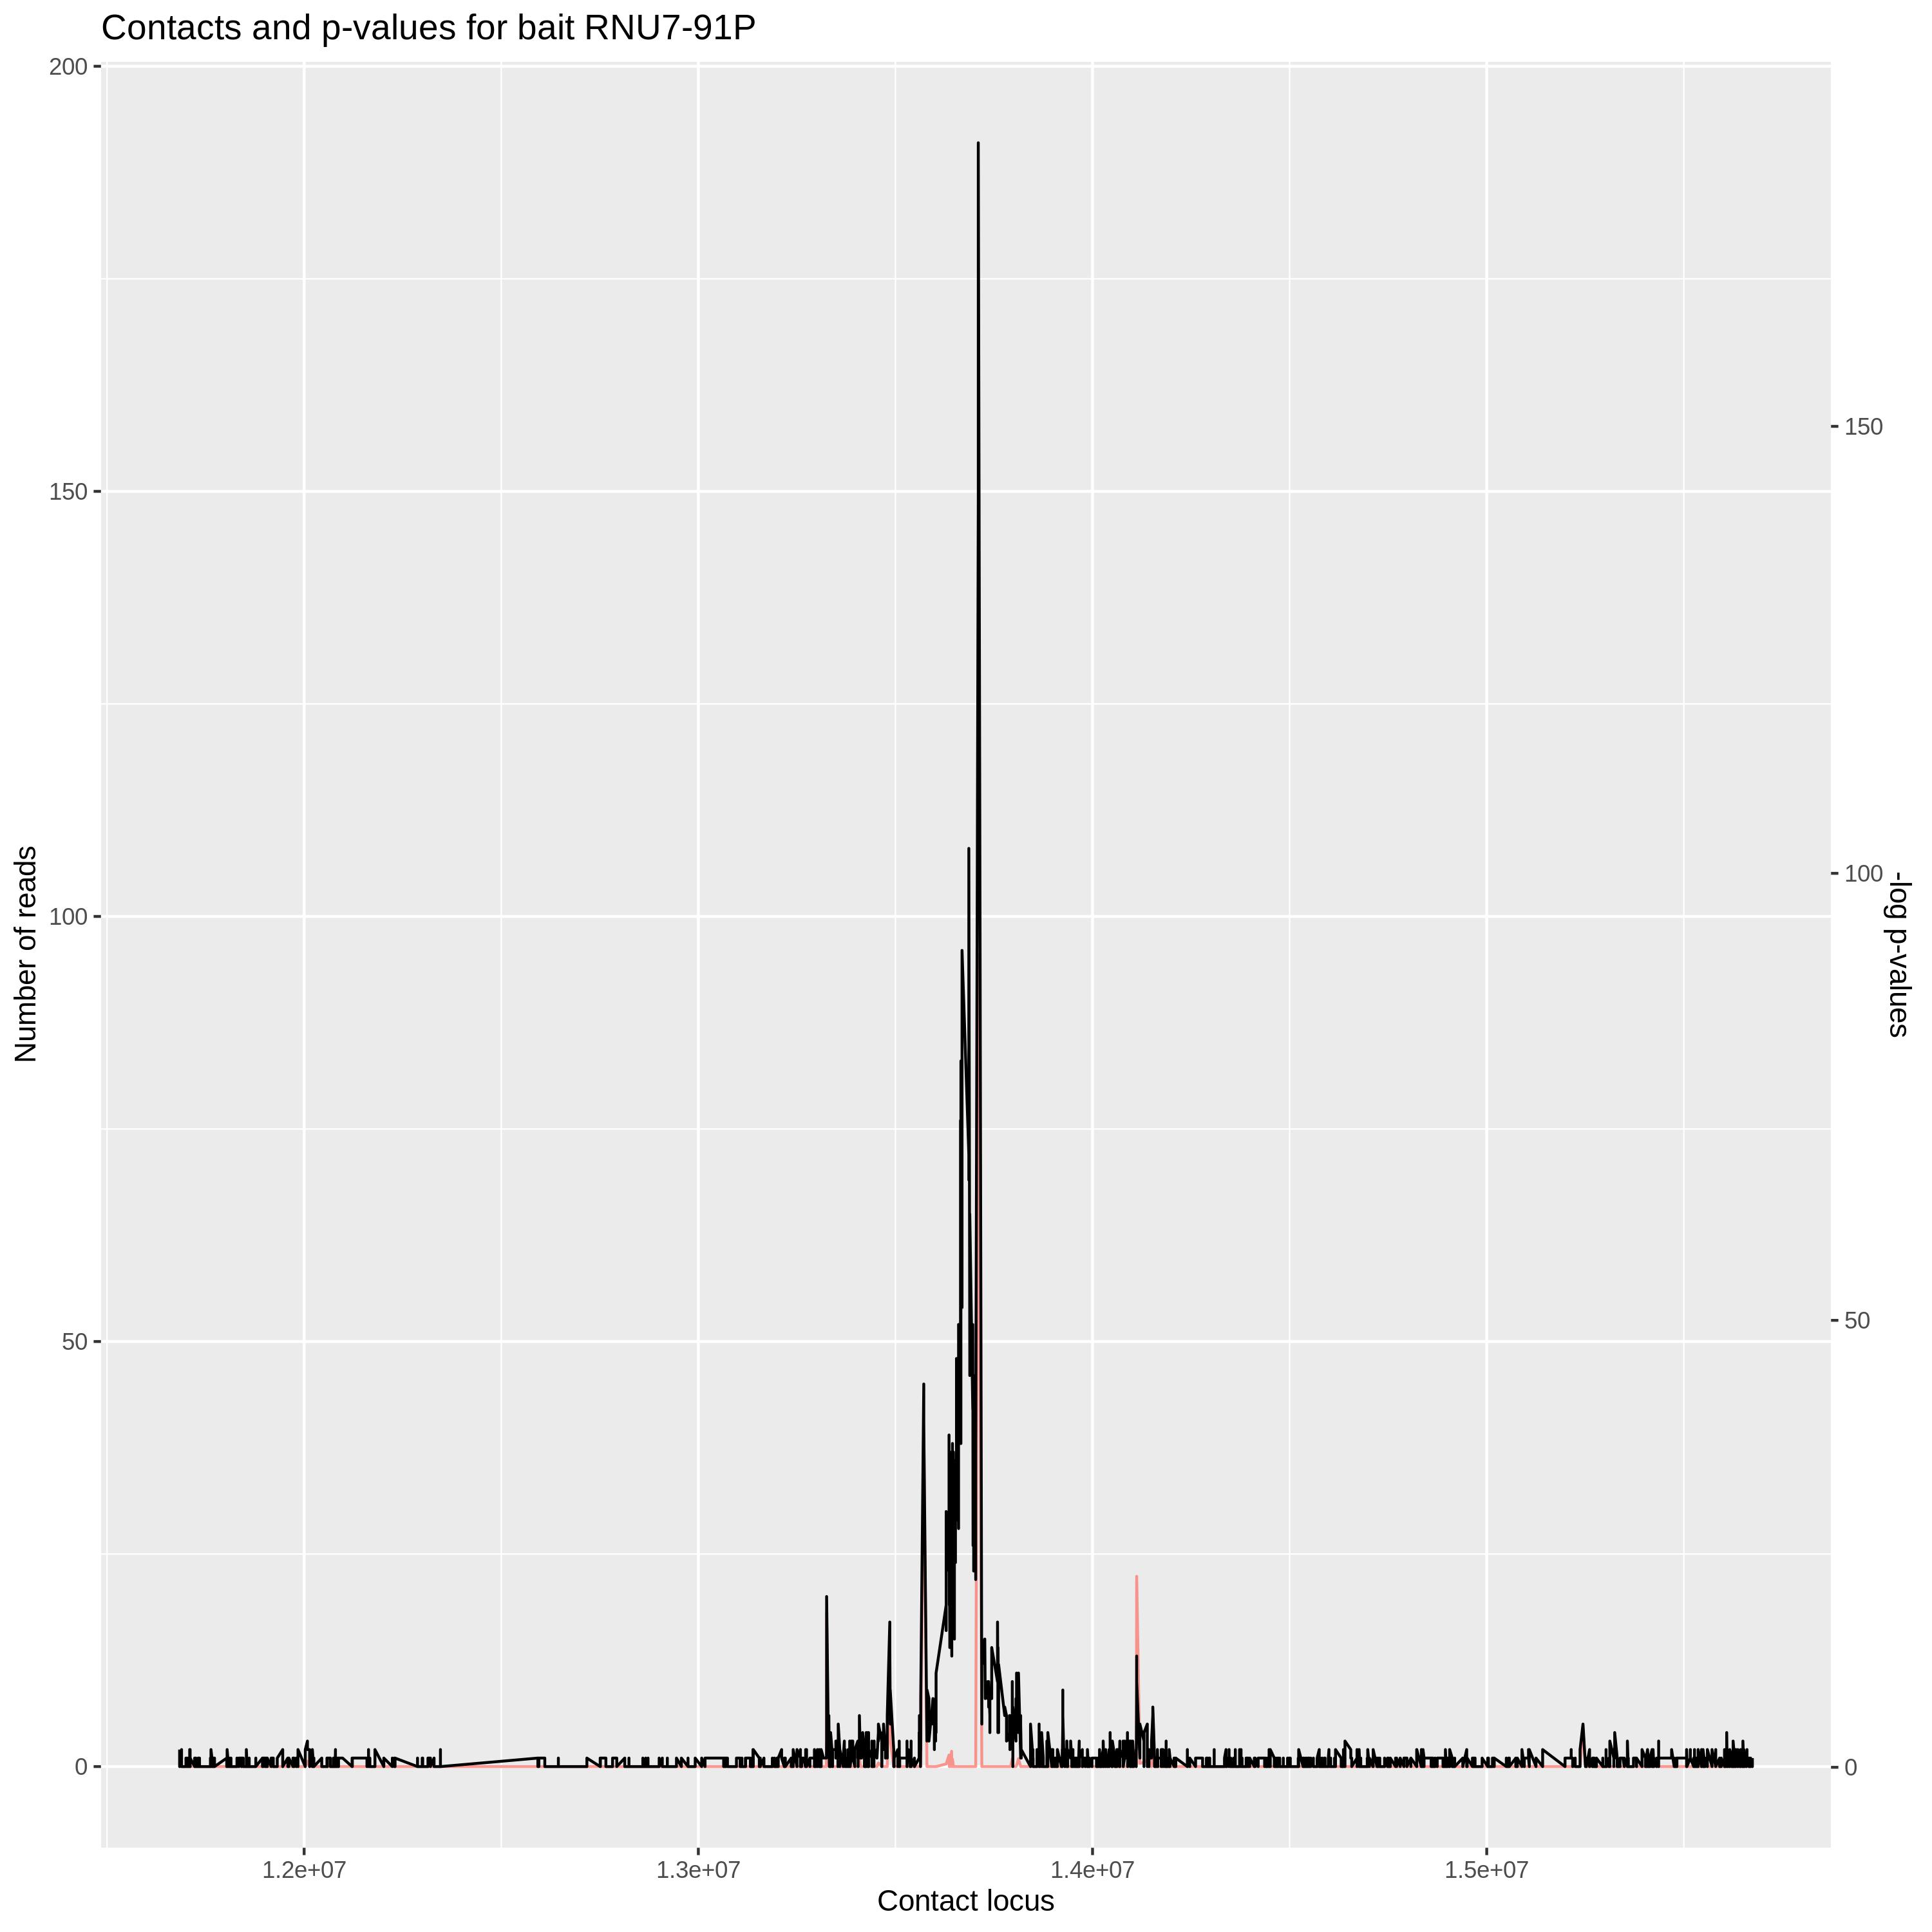 Contacts and p-values for bait RNU7-91P
200
150
100
50
0
Number of reads
150
100
50
0
-log p-values
1.2e+07
1.3e+07
1.4e+07
1.5e+07
Contact locus